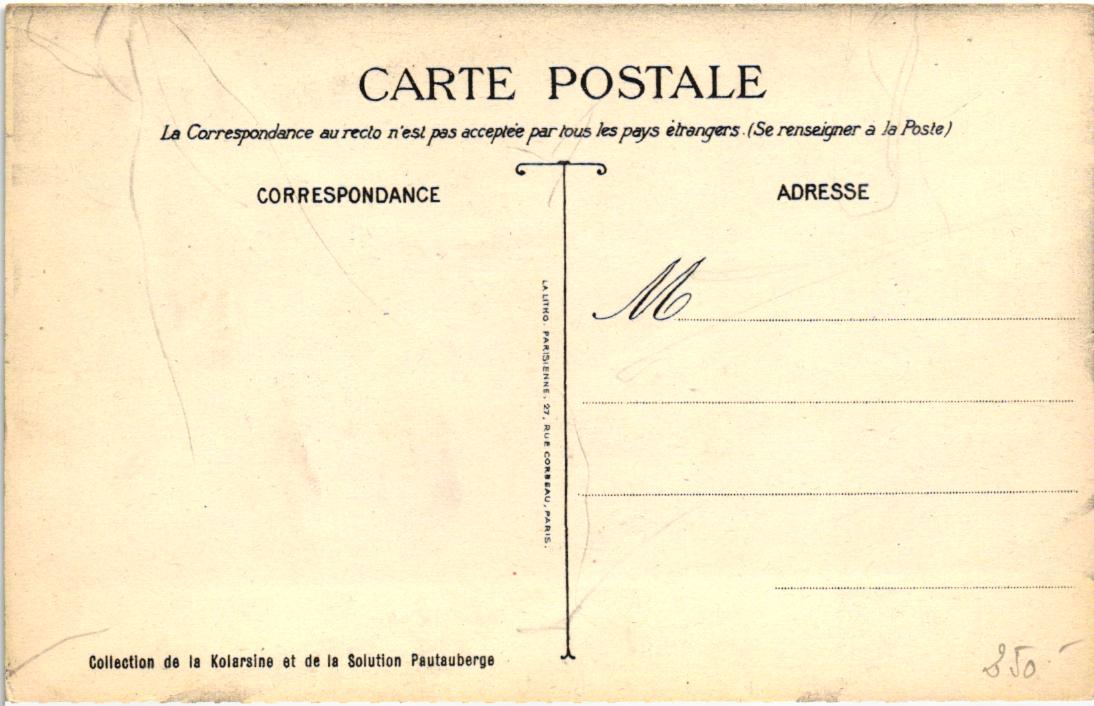 CARTE POSTALE
La Correspondance au recto n'est pas acceptée par tous les pays étrangers. (Se renseigner à la Poste)
CORRESPONDANCE
ADRESSE
M
LA LITHO. PARISIENNE, 27, RUE CORBEAU, PARIS.
Collection de la Kolarsine et de la Solution Pautauberge
850